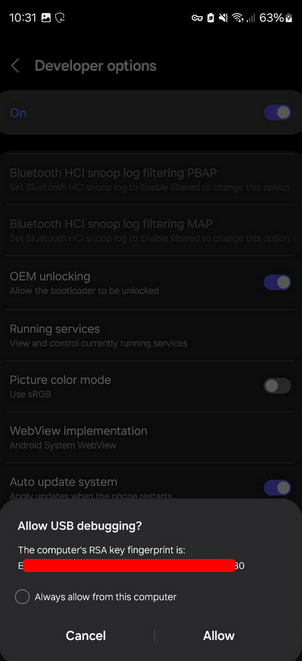 10:31 63%
Developer options
On
Bluetooth HCI snoop log filtering PBAP
Set Bluetooth HCI snoop log to Enable filtered to change this option
Bluetooth HCI snoop log filtering MAP
Set Bluetooth HCI snoop log to Enable filtered to change this option
OEM unlocking
Allow the bootloader to be unlocked
Running services
View and control currently running services
Picture color mode
Use sRGB
WebView implementation
Android System WebView
Auto update system
Apply updates when the phone restarts
Allow USB debugging?
The computer's RSA key fingerprint is:
E 30
Always allow from this computer
Cancel Allow